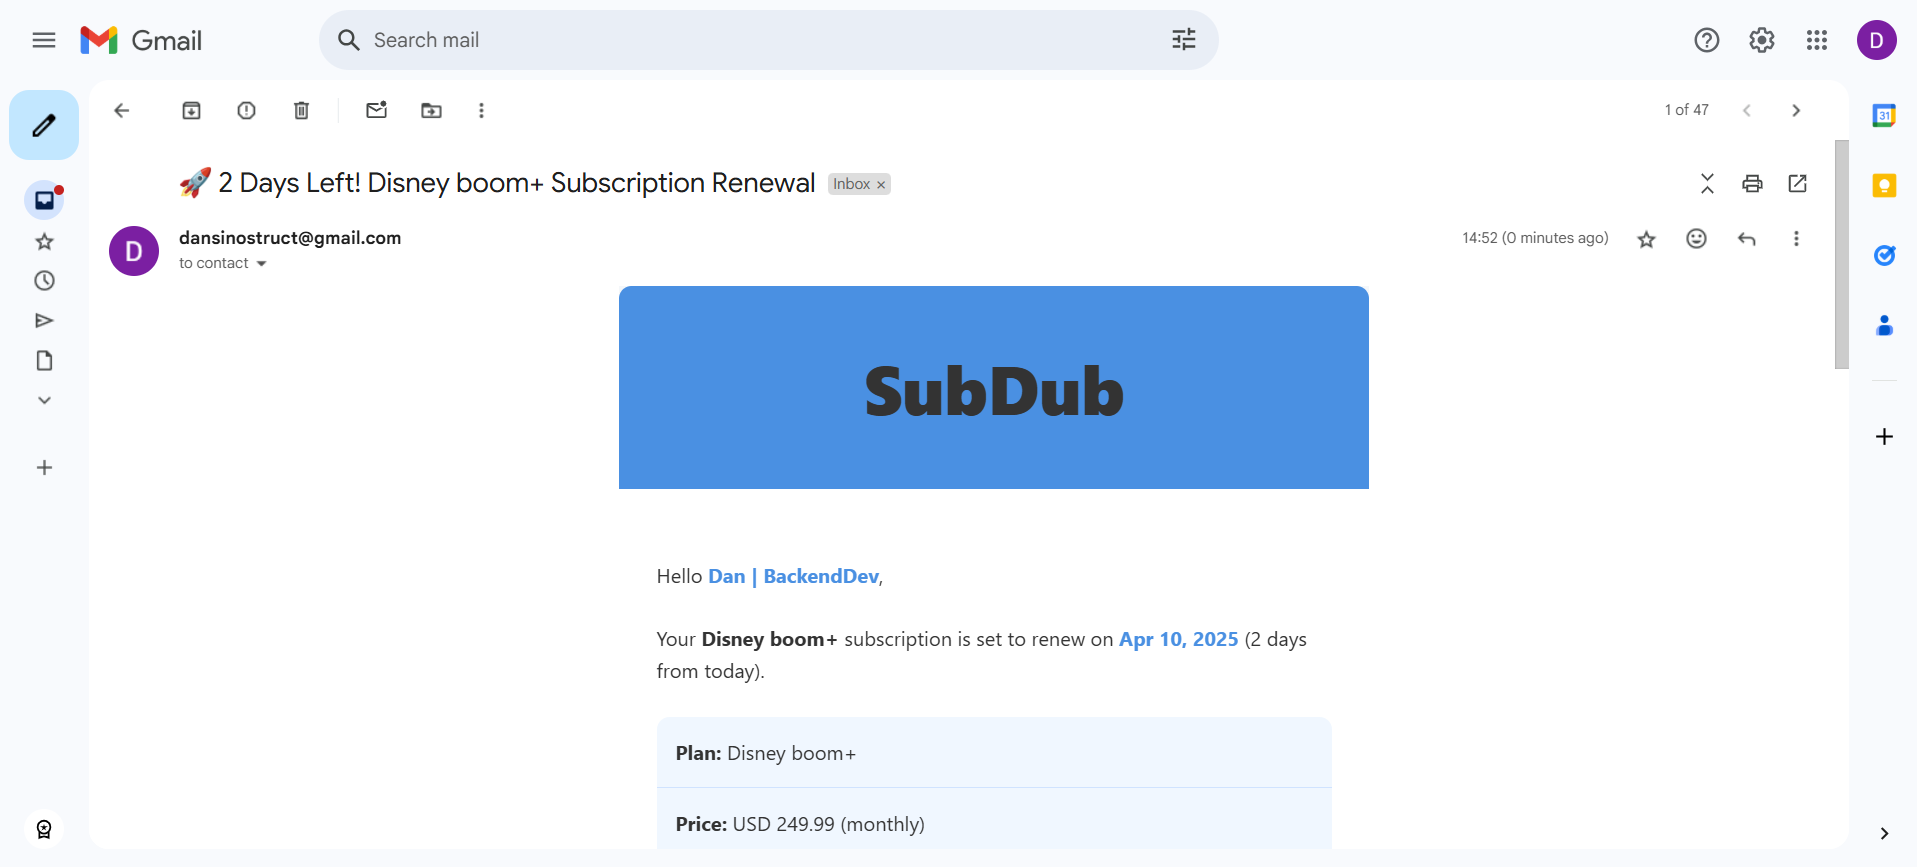 Gmail
Search mail
D
1 of 47
🚀 2 Days Left! Disney boom+ Subscription Renewal Inbox ×
D
dansinostruct@gmail.com
14:52 (0 minutes ago)
to contact
31
SubDub
Hello Dan | BackendDev,
Your Disney boom+ subscription is set to renew on Apr 10, 2025 (2 days
from today).
Plan: Disney boom+
Price: USD 249.99 (monthly)